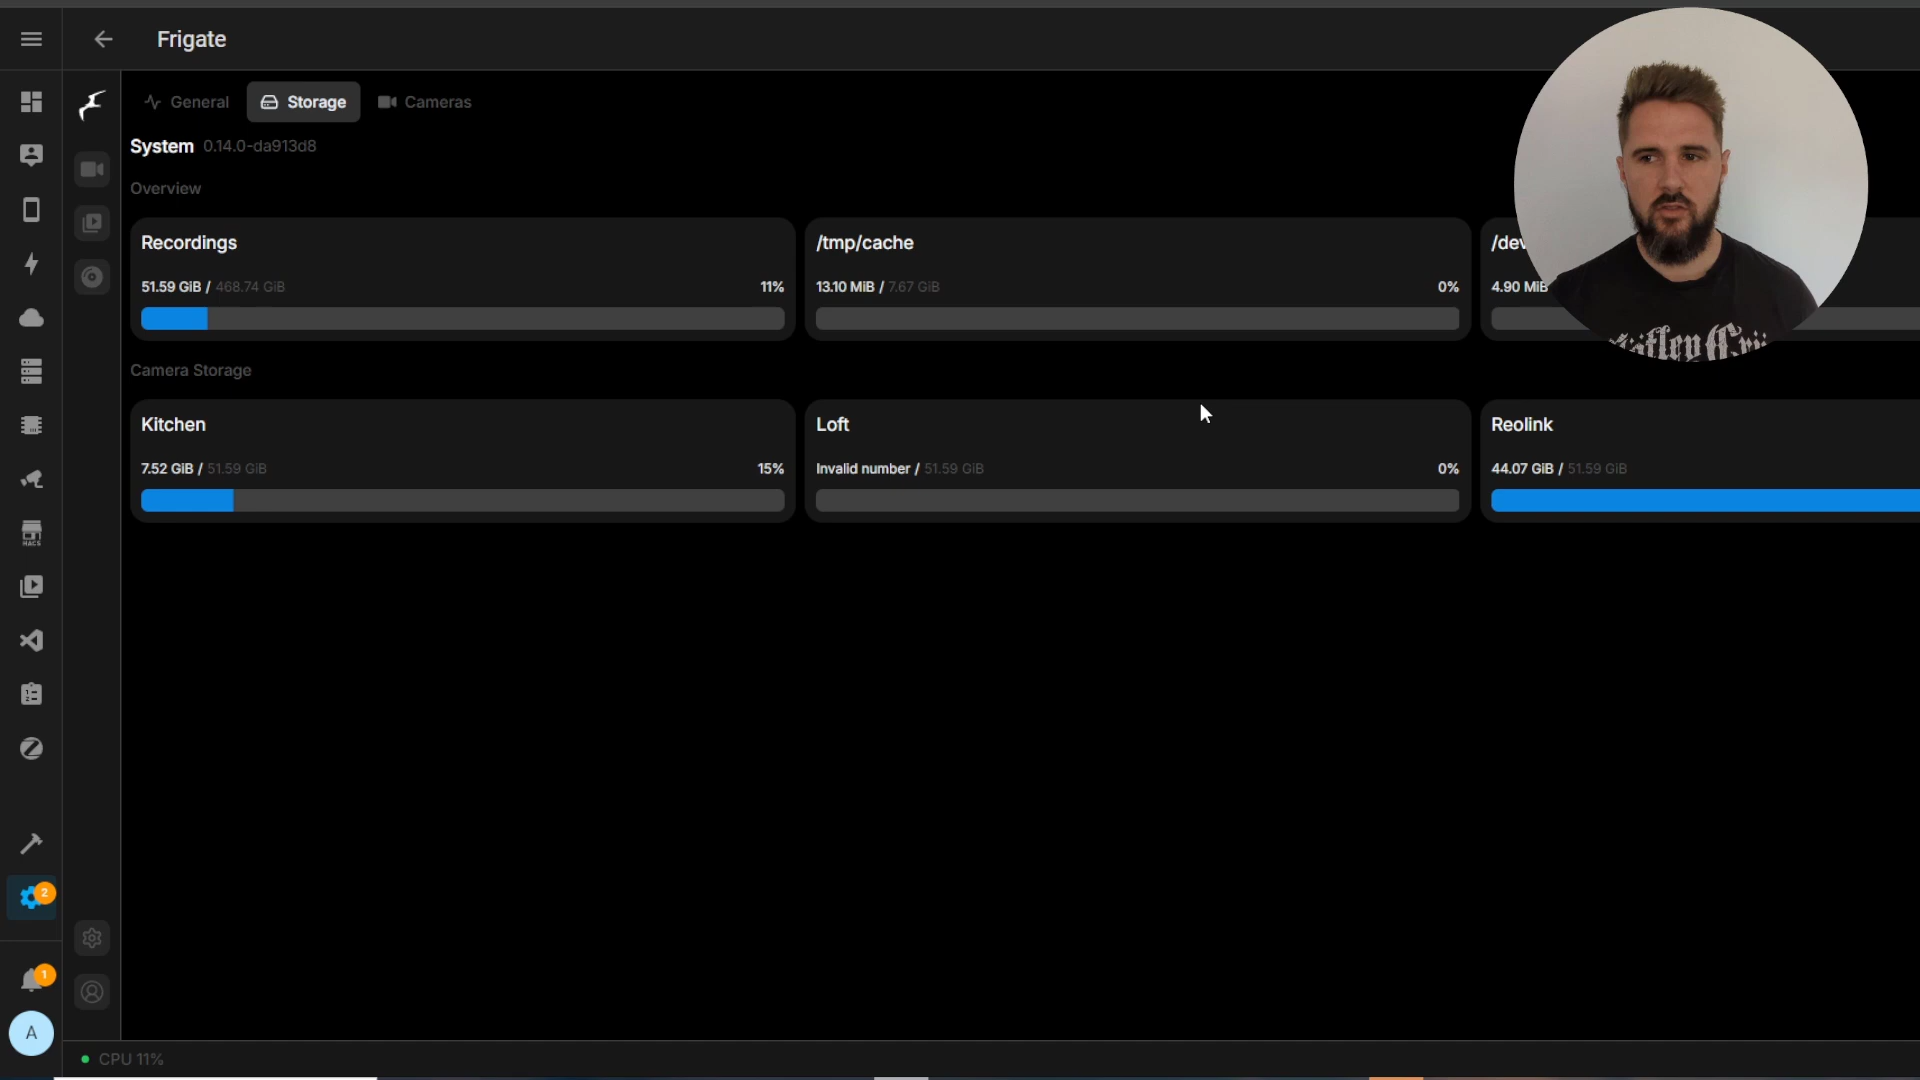 Frigate
General
Storage
Cameras
System 0.14.0-da913d8
Overview
Recordings
51.59 GiB / 468.74 GiB
11%
/tmp/cache
13.10 MiB / 7.67 GiB
0%
/dev
4.90 MiB
Camera Storage
Kitchen
7.52 GiB / 51.59 GiB
15%
Loft
Invalid number / 51.59 GiB
0%
Reolink
44.07 GiB / 51.59 GiB
HACS
2
1
A
CPU 11%